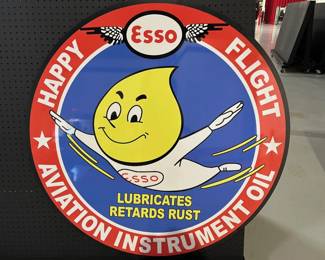 Esso
HAPPY FLIGHT
ESSO
LUBRICATES
RETARDS RUST
AVIATION INSTRUMENT OIL